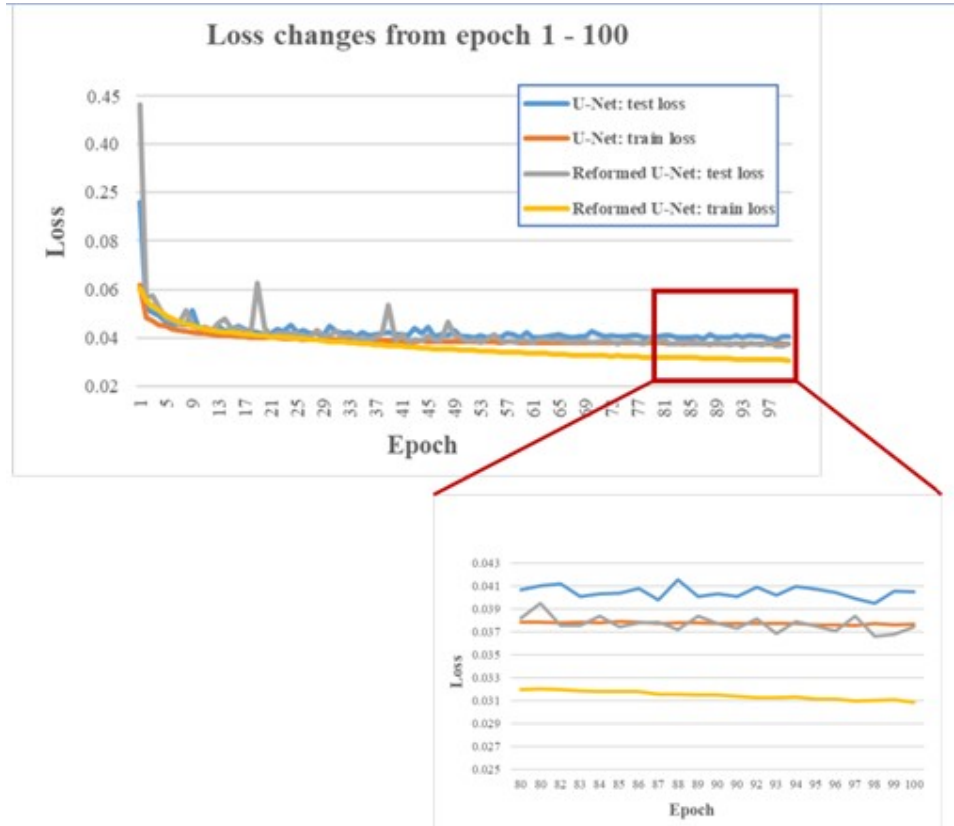 Loss changes from epoch 1 - 100
U-Net: test loss
U-Net: train loss
Reformed U-Net: test loss
Reformed U-Net: train loss
Loss
0.45
0.40
0.25
0.08
0.06
0.04
0.02
1 5 9 13 17 21 25 29 33 37 41 45 49 53 57 61 65 69 73 77 81 85 89 93 97
Epoch
0.043
0.041
0.039
0.037
0.035
0.033
0.031
0.029
0.027
0.025
Loss
80 80 82 83 84 85 86 87 88 89 90 90 92 93 94 95 96 97 98 99 100
Epoch